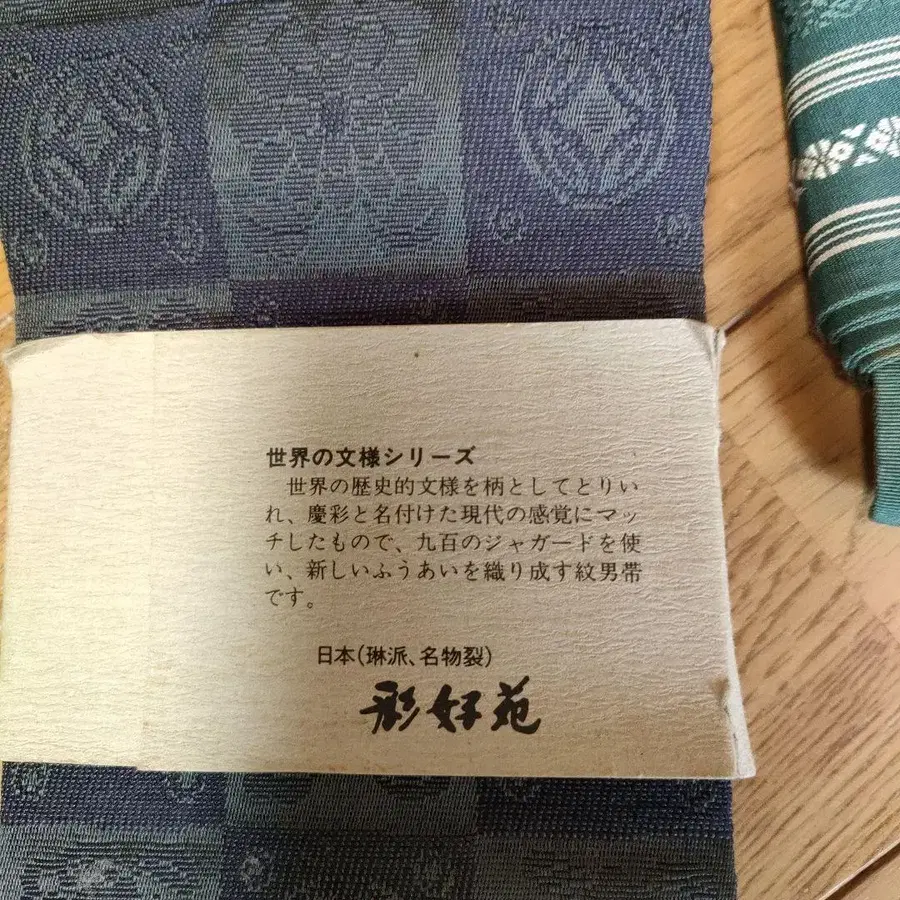 世界の文様シリーズ
世界の歴史的文様を柄としてとりい
れ、慶彩と名付けた現代の感覚にマッ
チしたもので、九百のジャガードを使
い、新しいふうあいを織り成す紋男帯
です。
日本(琳派、名物裂)
彩好苑